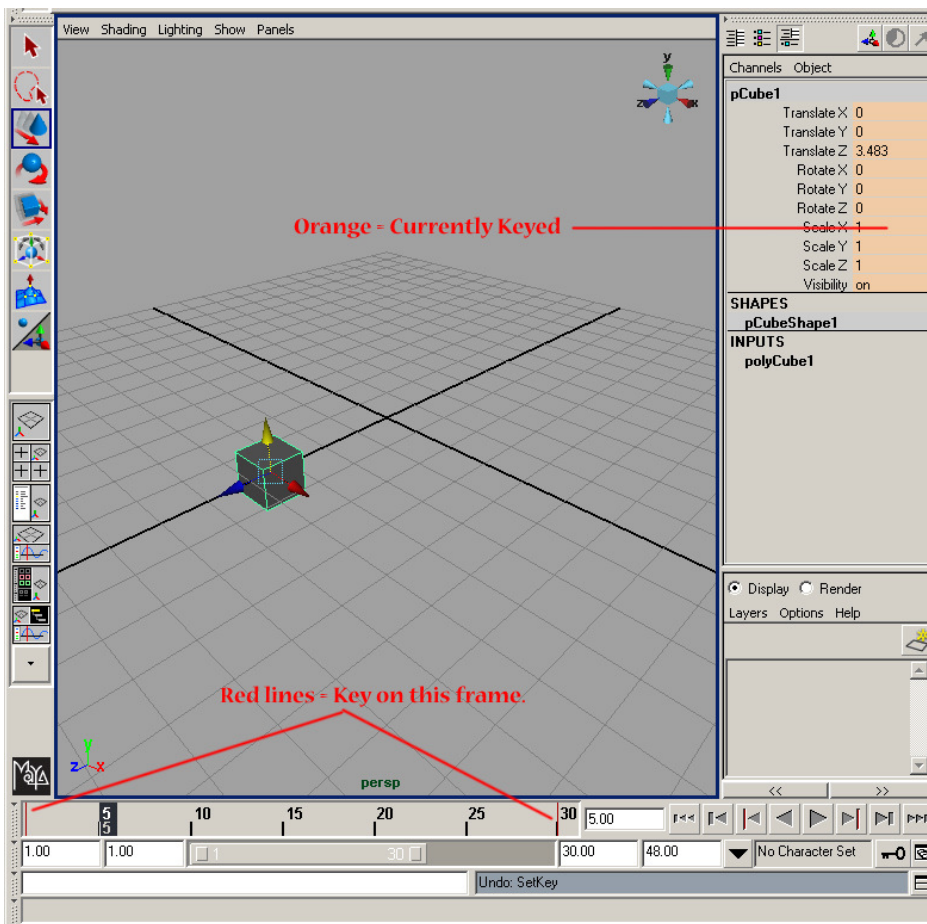 View Shading Lighting Show Panels
Channels Object
pCube1
Translate X 0
Translate Y 0
Translate Z 3.483
Rotate X 0
Rotate Y 0
Rotate Z 0
Scale X 1
Scale Y 1
Scale Z 1
Visibility on
SHAPES
pCubeShape1
INPUTS
polyCube1
y
z x
Orange = Currently Keyed
Display Render
Layers Options Help
Red lines = Key on this frame.
y
z x
persp
MAYA
<< >>
5 10 15 20 25 30 5.00
5
1.00 1.00 1 30 30.00 48.00 No Character Set
Undo: SetKey